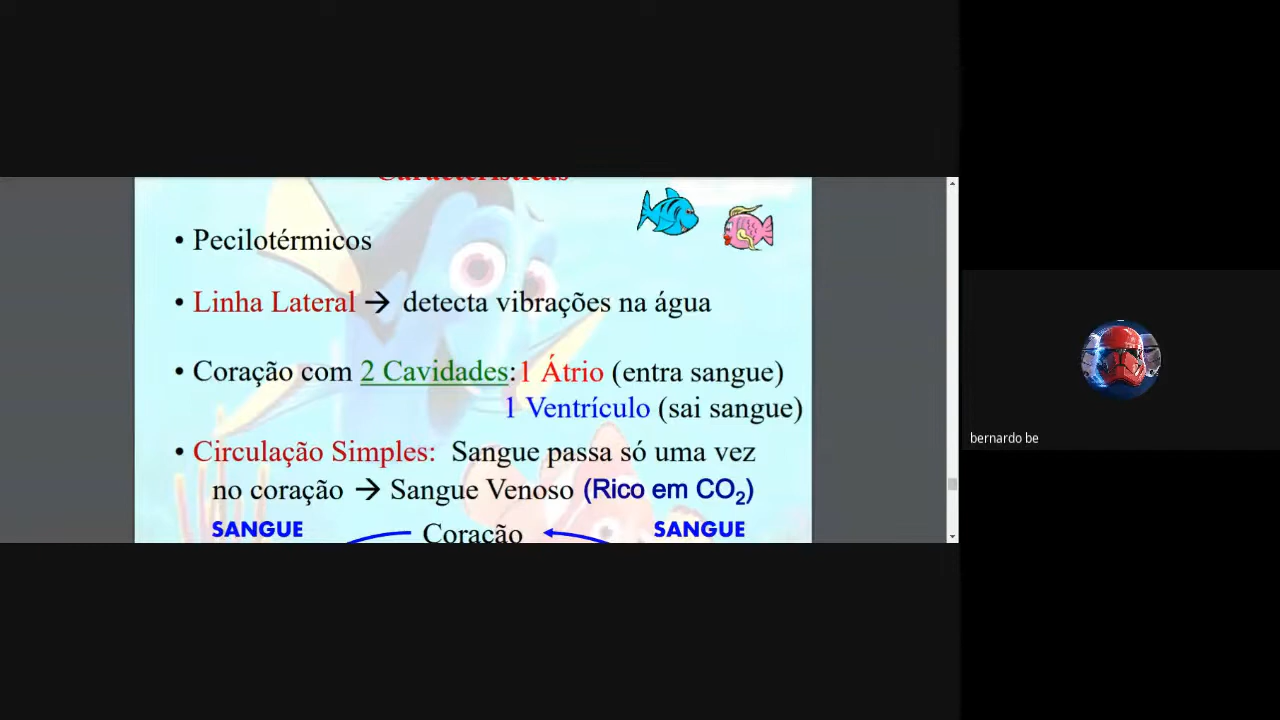 Características
• Pecilotérmicos
• Linha Lateral → detecta vibrações na água
• Coração com 2 Cavidades: 1 Átrio (entra sangue)
1 Ventrículo (sai sangue)
• Circulação Simples: Sangue passa só uma vez
no coração → Sangue Venoso (Rico em CO₂)
SANGUE Coração SANGUE
bernardo be